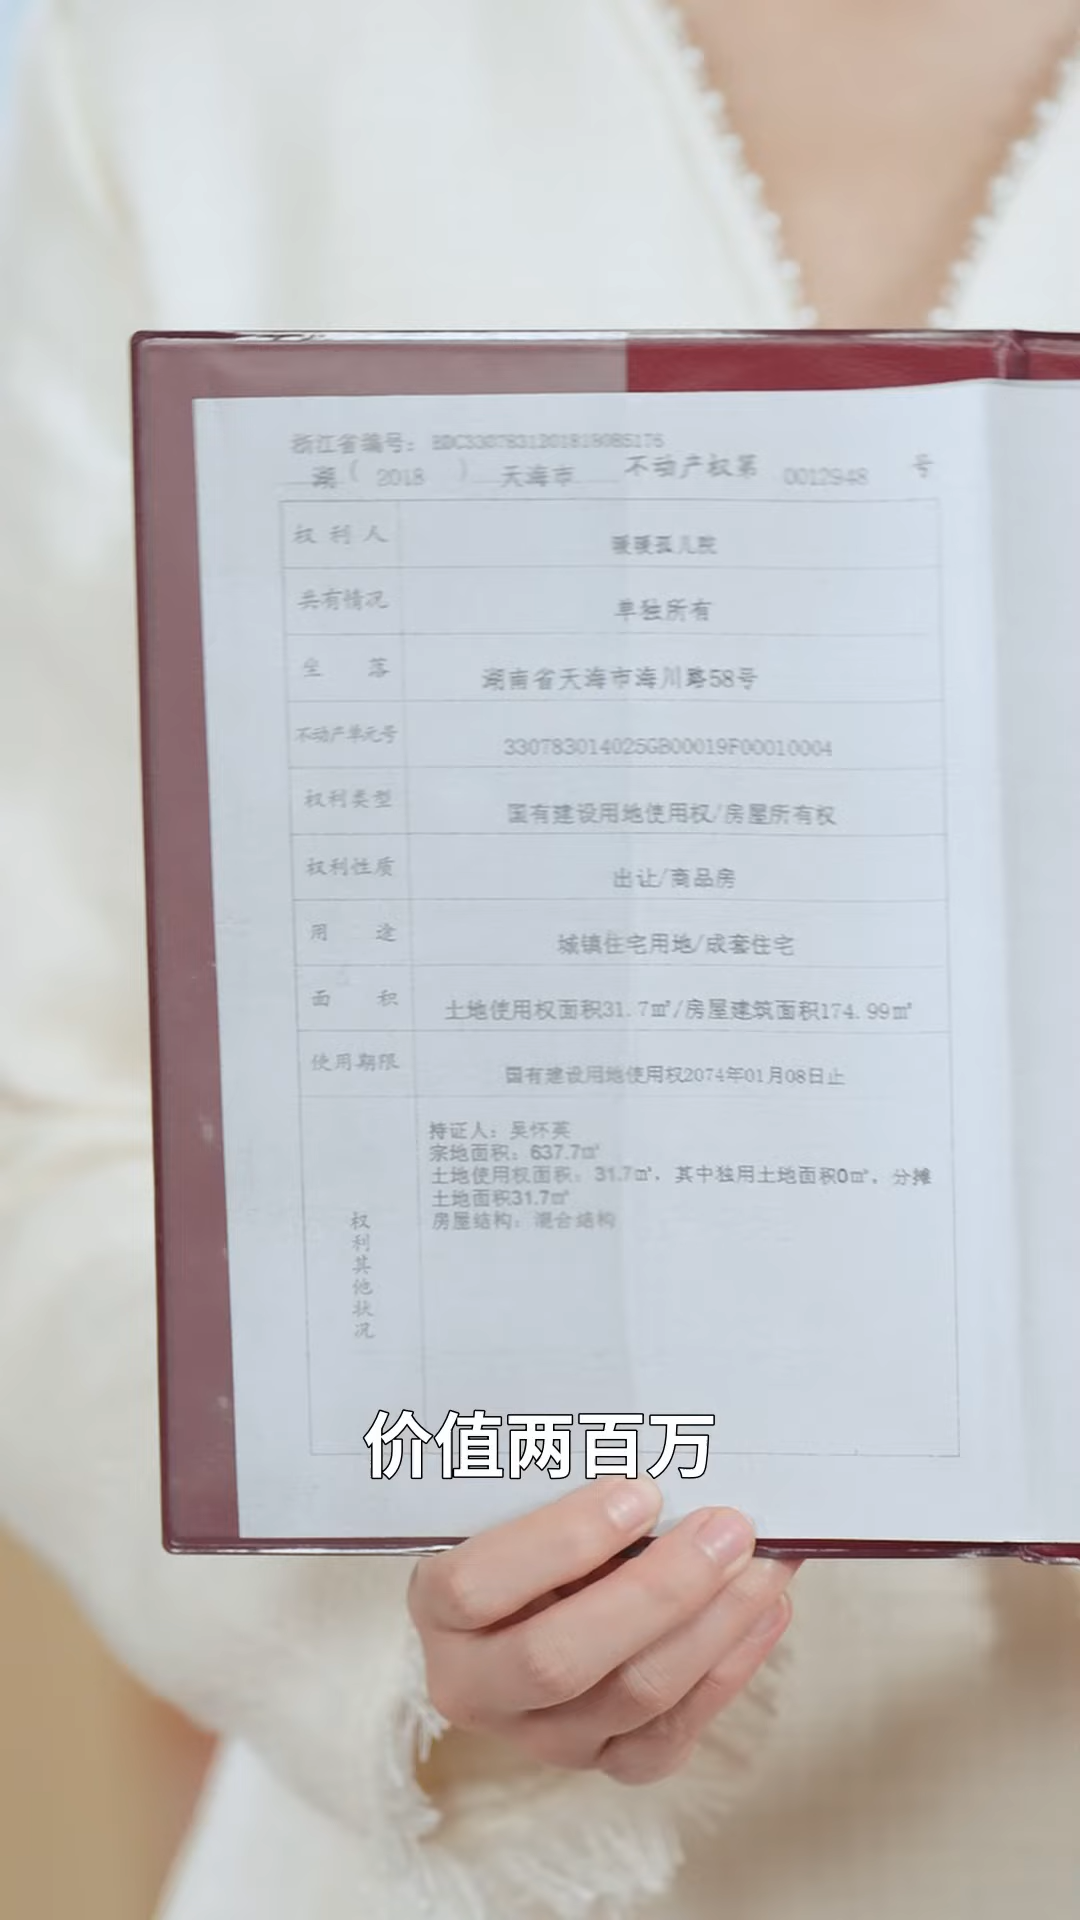 浙江省编号: BDC3307831201818085176
湖( 2018 ) 天海市 不动产权第 0012948 号
权利人 暖暖孤儿院
共有情况 单独所有
坐落 湖南省天海市海川路58号
不动产单元号 330783014025GB00019F00010004
权利类型 国有建设用地使用权/房屋所有权
权利性质 出让/商品房
用途 城镇住宅用地/成套住宅
面积 土地使用权面积31.7㎡/房屋建筑面积174.99㎡
使用期限 国有建设用地使用权2074年01月08日止
权利其他状况
持证人: 吴怀英
宗地面积: 637.7㎡
土地使用权面积: 31.7㎡, 其中独用土地面积0㎡, 分摊
土地面积31.7㎡
房屋结构: 混合结构
价值两百万